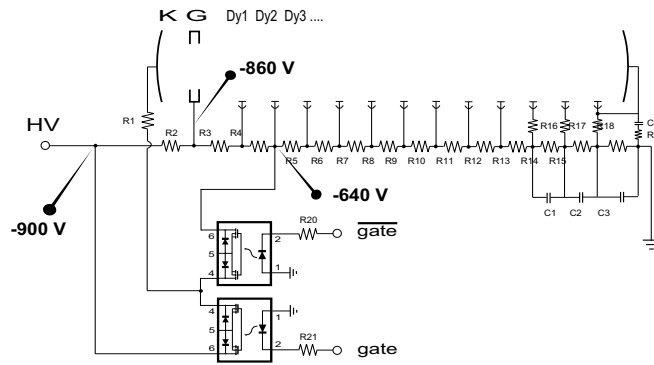 K G Dy1 Dy2 Dy3 ....
-860 V
HV
R1
R2 R3 R4 R5 R6 R7 R8 R9 R10 R11 R12 R13 R14 R15
R16 R17 R18
C
R
-900 V
-640 V
C1 C2 C3
6
5
4
2
1
R20
gate
4
5
6
1
2
R21
gate